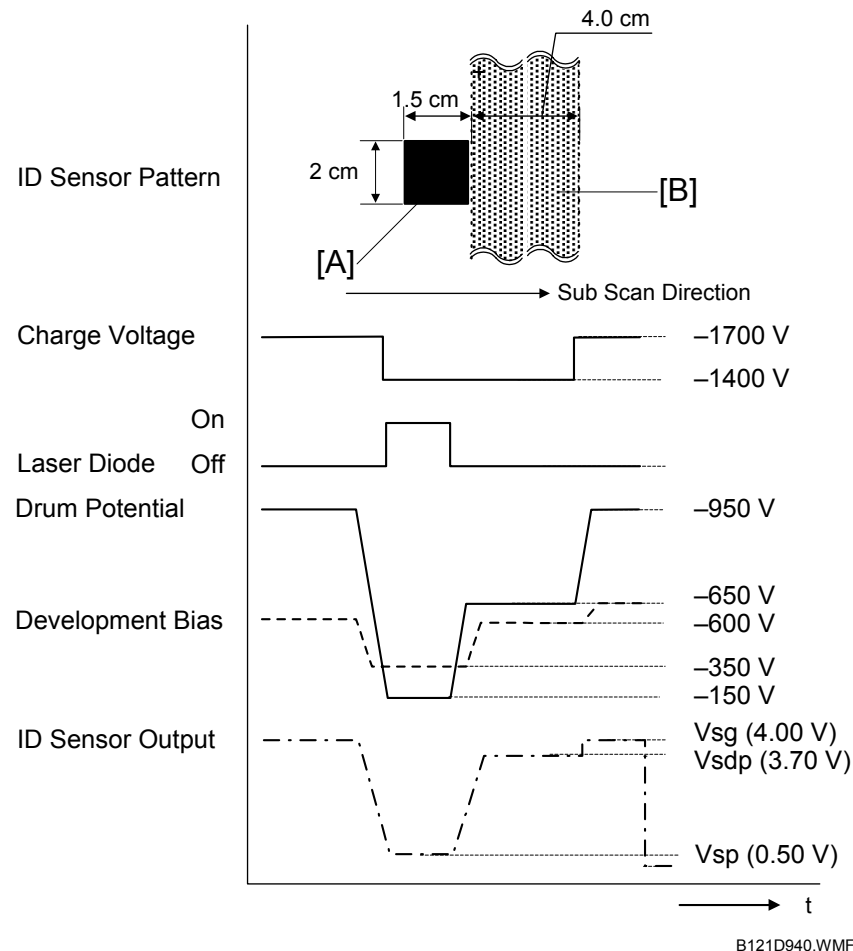 4.0 cm
1.5 cm
2 cm
ID Sensor Pattern
[B]
[A]
Sub Scan Direction
Charge Voltage
–1700 V
–1400 V
On
Laser Diode Off
Drum Potential
–950 V
–650 V
Development Bias
–600 V
–350 V
–150 V
ID Sensor Output
Vsg (4.00 V)
Vsdp (3.70 V)
Vsp (0.50 V)
t
B121D940.WMF